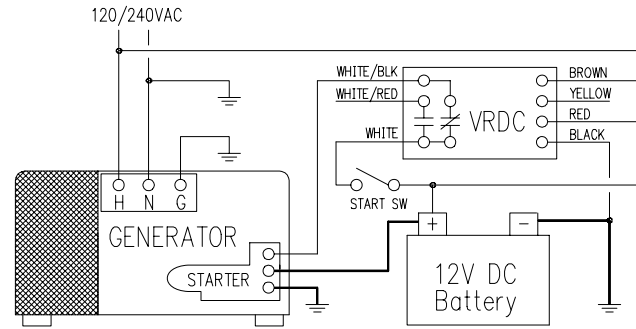 120/240VAC
WHITE/BLK
BROWN
WHITE/RED
YELLOW
VRDC
RED
WHITE
BLACK
H N G
START SW
GENERATOR
+ −
STARTER
12V DC
Battery